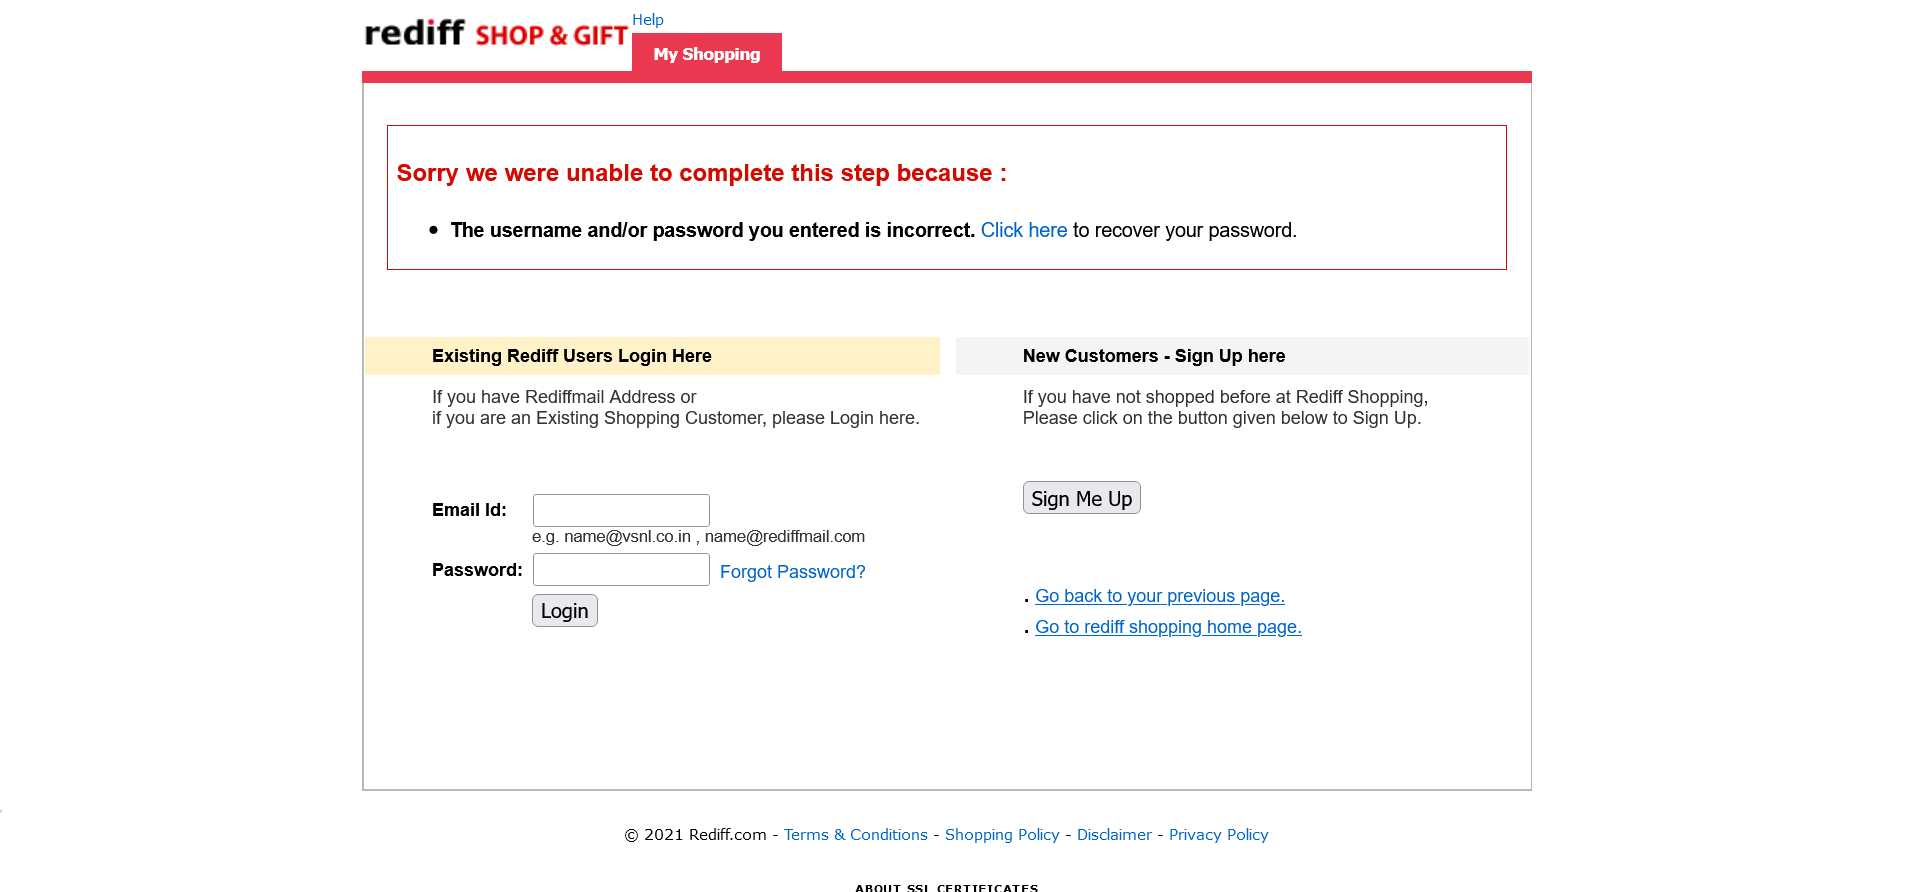 rediff SHOP & GIFT
Help
My Shopping
Sorry we were unable to complete this step because :
• The username and/or password you entered is incorrect. Click here to recover your password.
Existing Rediff Users Login Here
If you have Rediffmail Address or
if you are an Existing Shopping Customer, please Login here.
Email Id:
e.g. name@vsnl.co.in , name@rediffmail.com
Password:
Forgot Password?
Login
New Customers - Sign Up here
If you have not shopped before at Rediff Shopping,
Please click on the button given below to Sign Up.
Sign Me Up
. Go back to your previous page.
. Go to rediff shopping home page.
© 2021 Rediff.com - Terms & Conditions - Shopping Policy - Disclaimer - Privacy Policy
ABOUT SSL CERTIFICATES